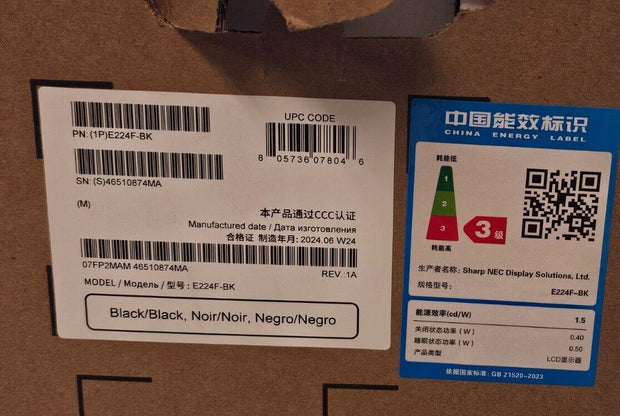 PN: (1P)E224F-BK
UPC CODE
8 05736 07804 6
SN: (S)46510874MA
(M)
本产品通过CCC认证
Manufactured date / Дата изготовления
合格证 制造年月: 2024.06 W24
07FP2MAM 46510874MA
REV.:1A
MODEL / Модель / 型号 : E224F-BK
Black/Black, Noir/Noir, Negro/Negro
中国能效标识
CHINA ENERGY LABEL
耗能低
1
2
3
3级
耗能高
生产者名称: Sharp NEC Display Solutions, Ltd.
规格型号: E224F-BK
能源效率(cd/W) 1.5
关闭状态功率 (W) 0.40
睡眠状态功率 (W) 0.50
产品类型 LCD显示器
依据国家标准: GB 21520-2023